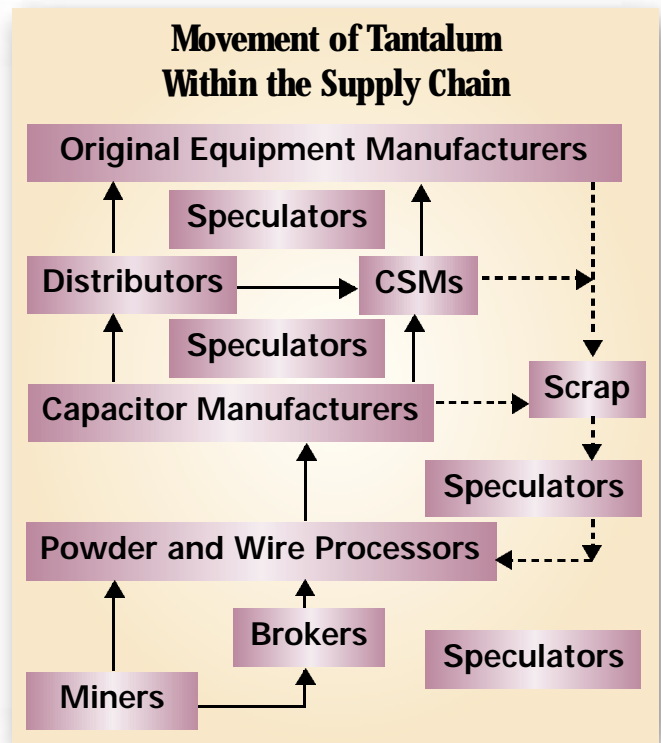 Movement of Tantalum
Within the Supply Chain
Original Equipment Manufacturers
Speculators
Distributors
CSMs
Speculators
Scrap
Capacitor Manufacturers
Speculators
Powder and Wire Processors
Brokers
Speculators
Miners